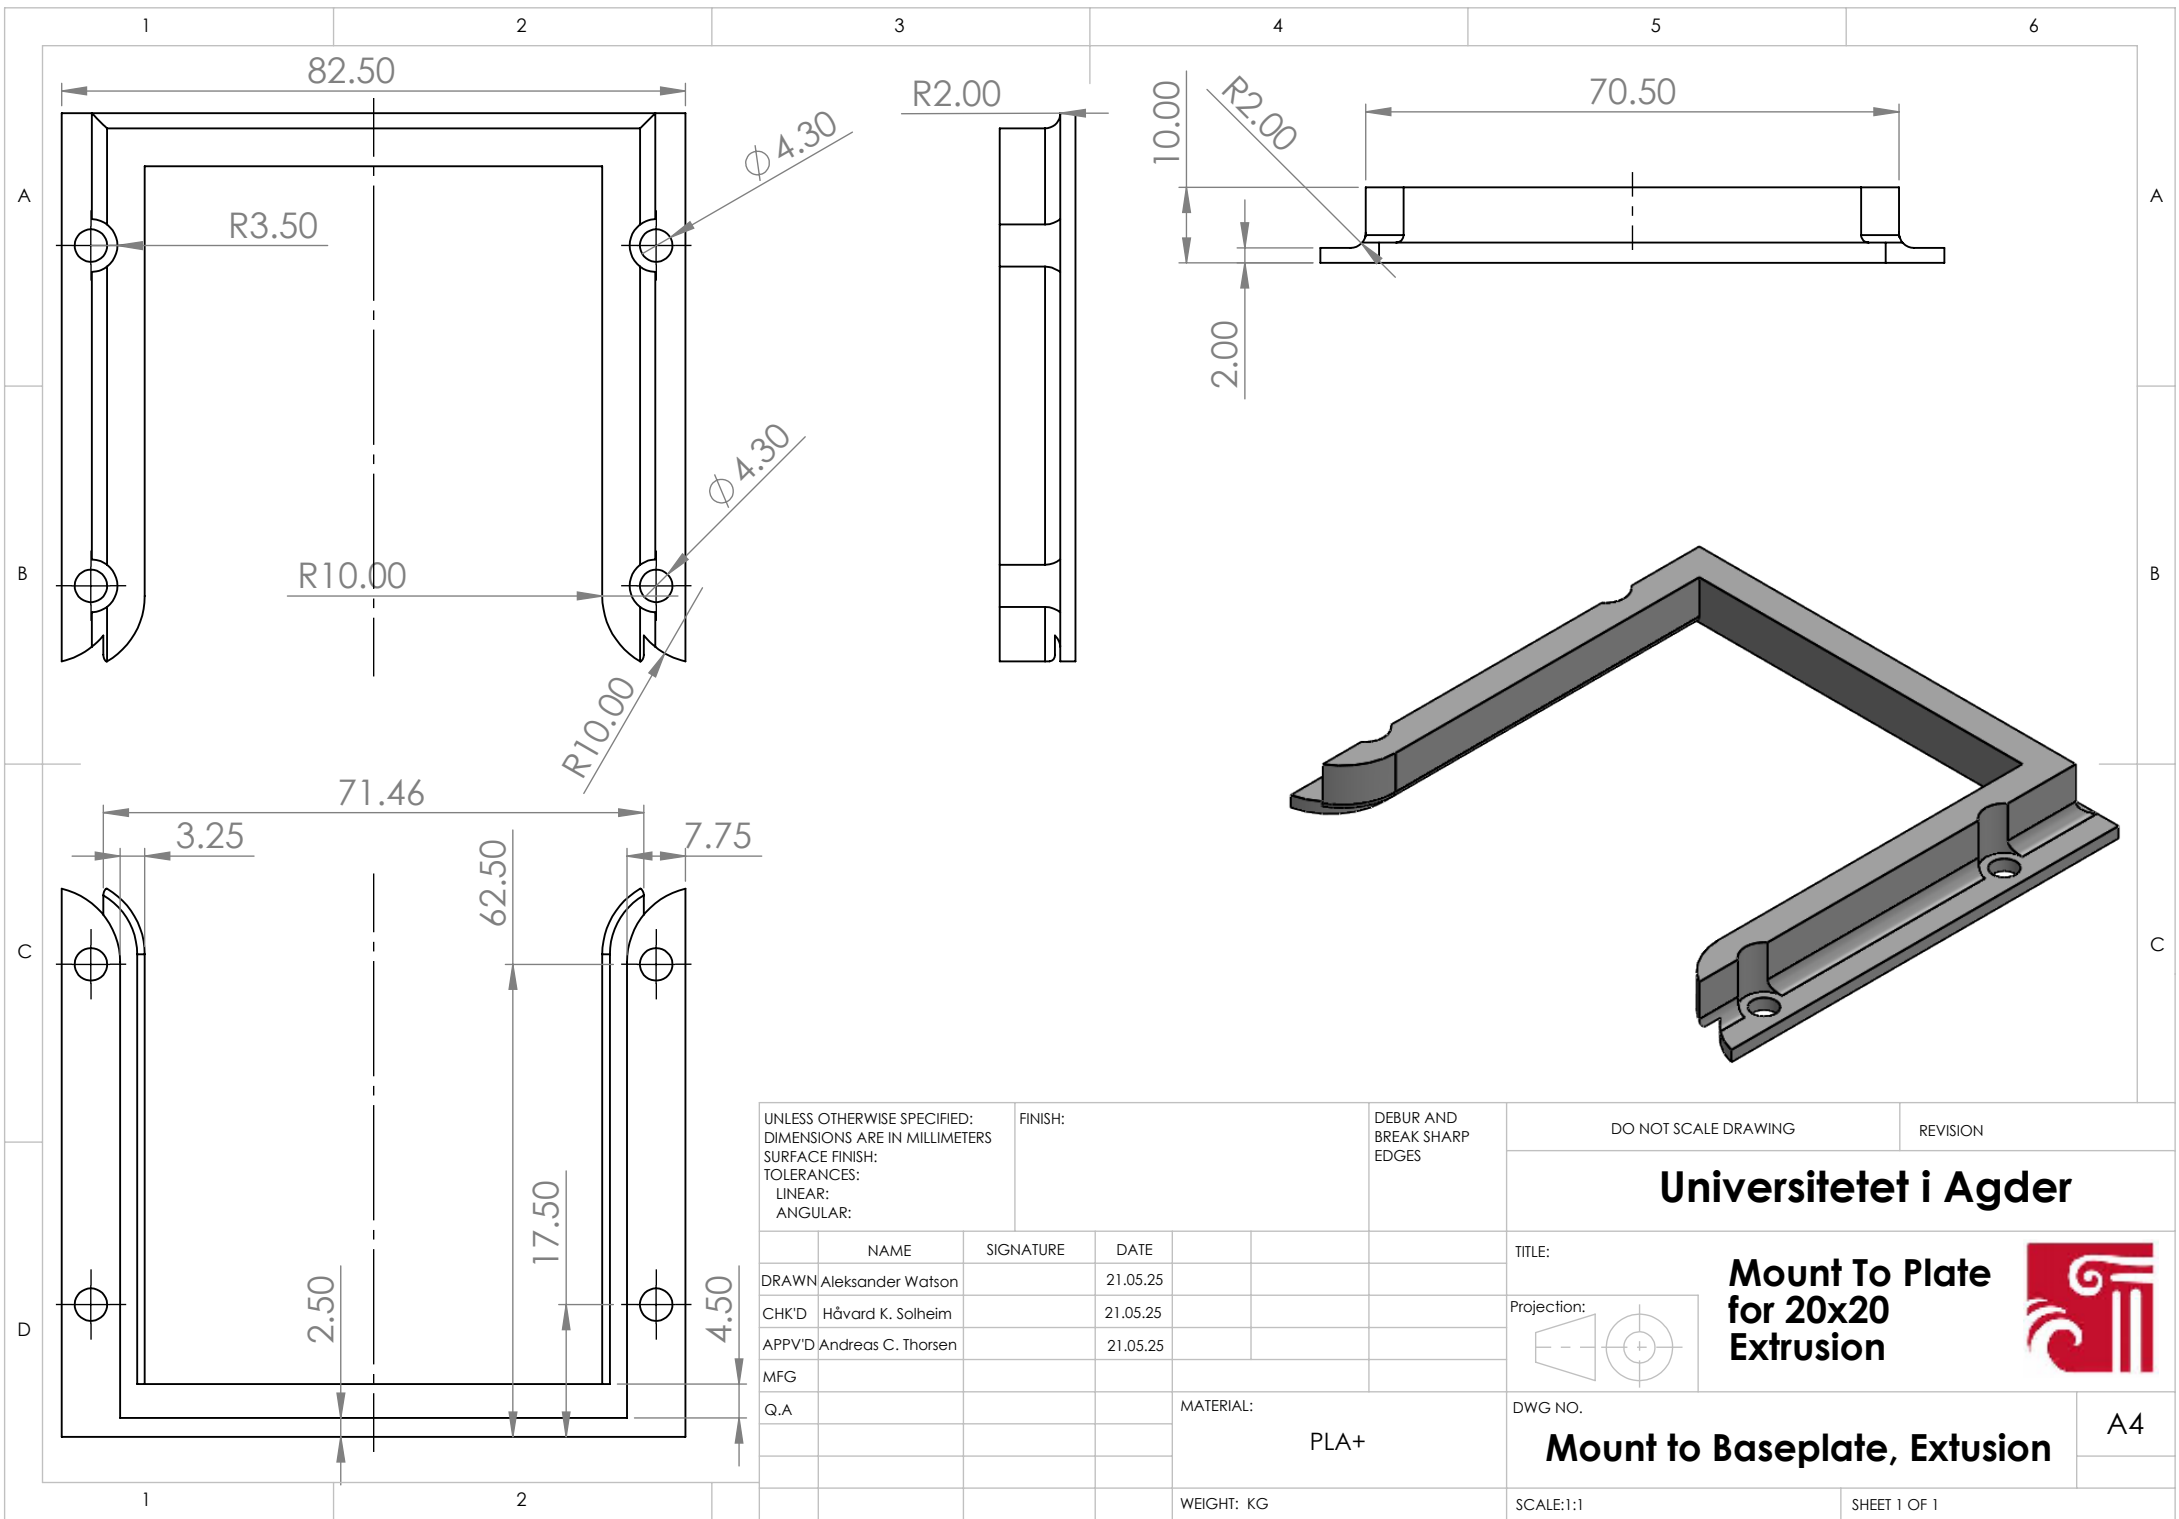 1 2 3 4 5 6
82.50
R2.00
10.00
R2.00
70.50
∅ 4.30
A
A
R3.50
2.00
∅ 4.30
B
R10.00
B
R10.00
71.46
3.25
62.50
7.75
C
C
17.50
2.50
4.50
D
1 2
UNLESS OTHERWISE SPECIFIED:
DIMENSIONS ARE IN MILLIMETERS
SURFACE FINISH:
TOLERANCES:
LINEAR:
ANGULAR:
FINISH:
DEBUR AND
BREAK SHARP
EDGES
DO NOT SCALE DRAWING
REVISION
Universitetet i Agder
NAME SIGNATURE DATE
DRAWN Aleksander Watson 21.05.25
CHK'D Håvard K. Solheim 21.05.25
APPV'D Andreas C. Thorsen 21.05.25
MFG
Q.A
TITLE:
Mount To Plate
for 20x20
Extrusion
Projection:
MATERIAL:
PLA+
DWG NO.
Mount to Baseplate, Extusion
A4
WEIGHT: KG
SCALE:1:1
SHEET 1 OF 1